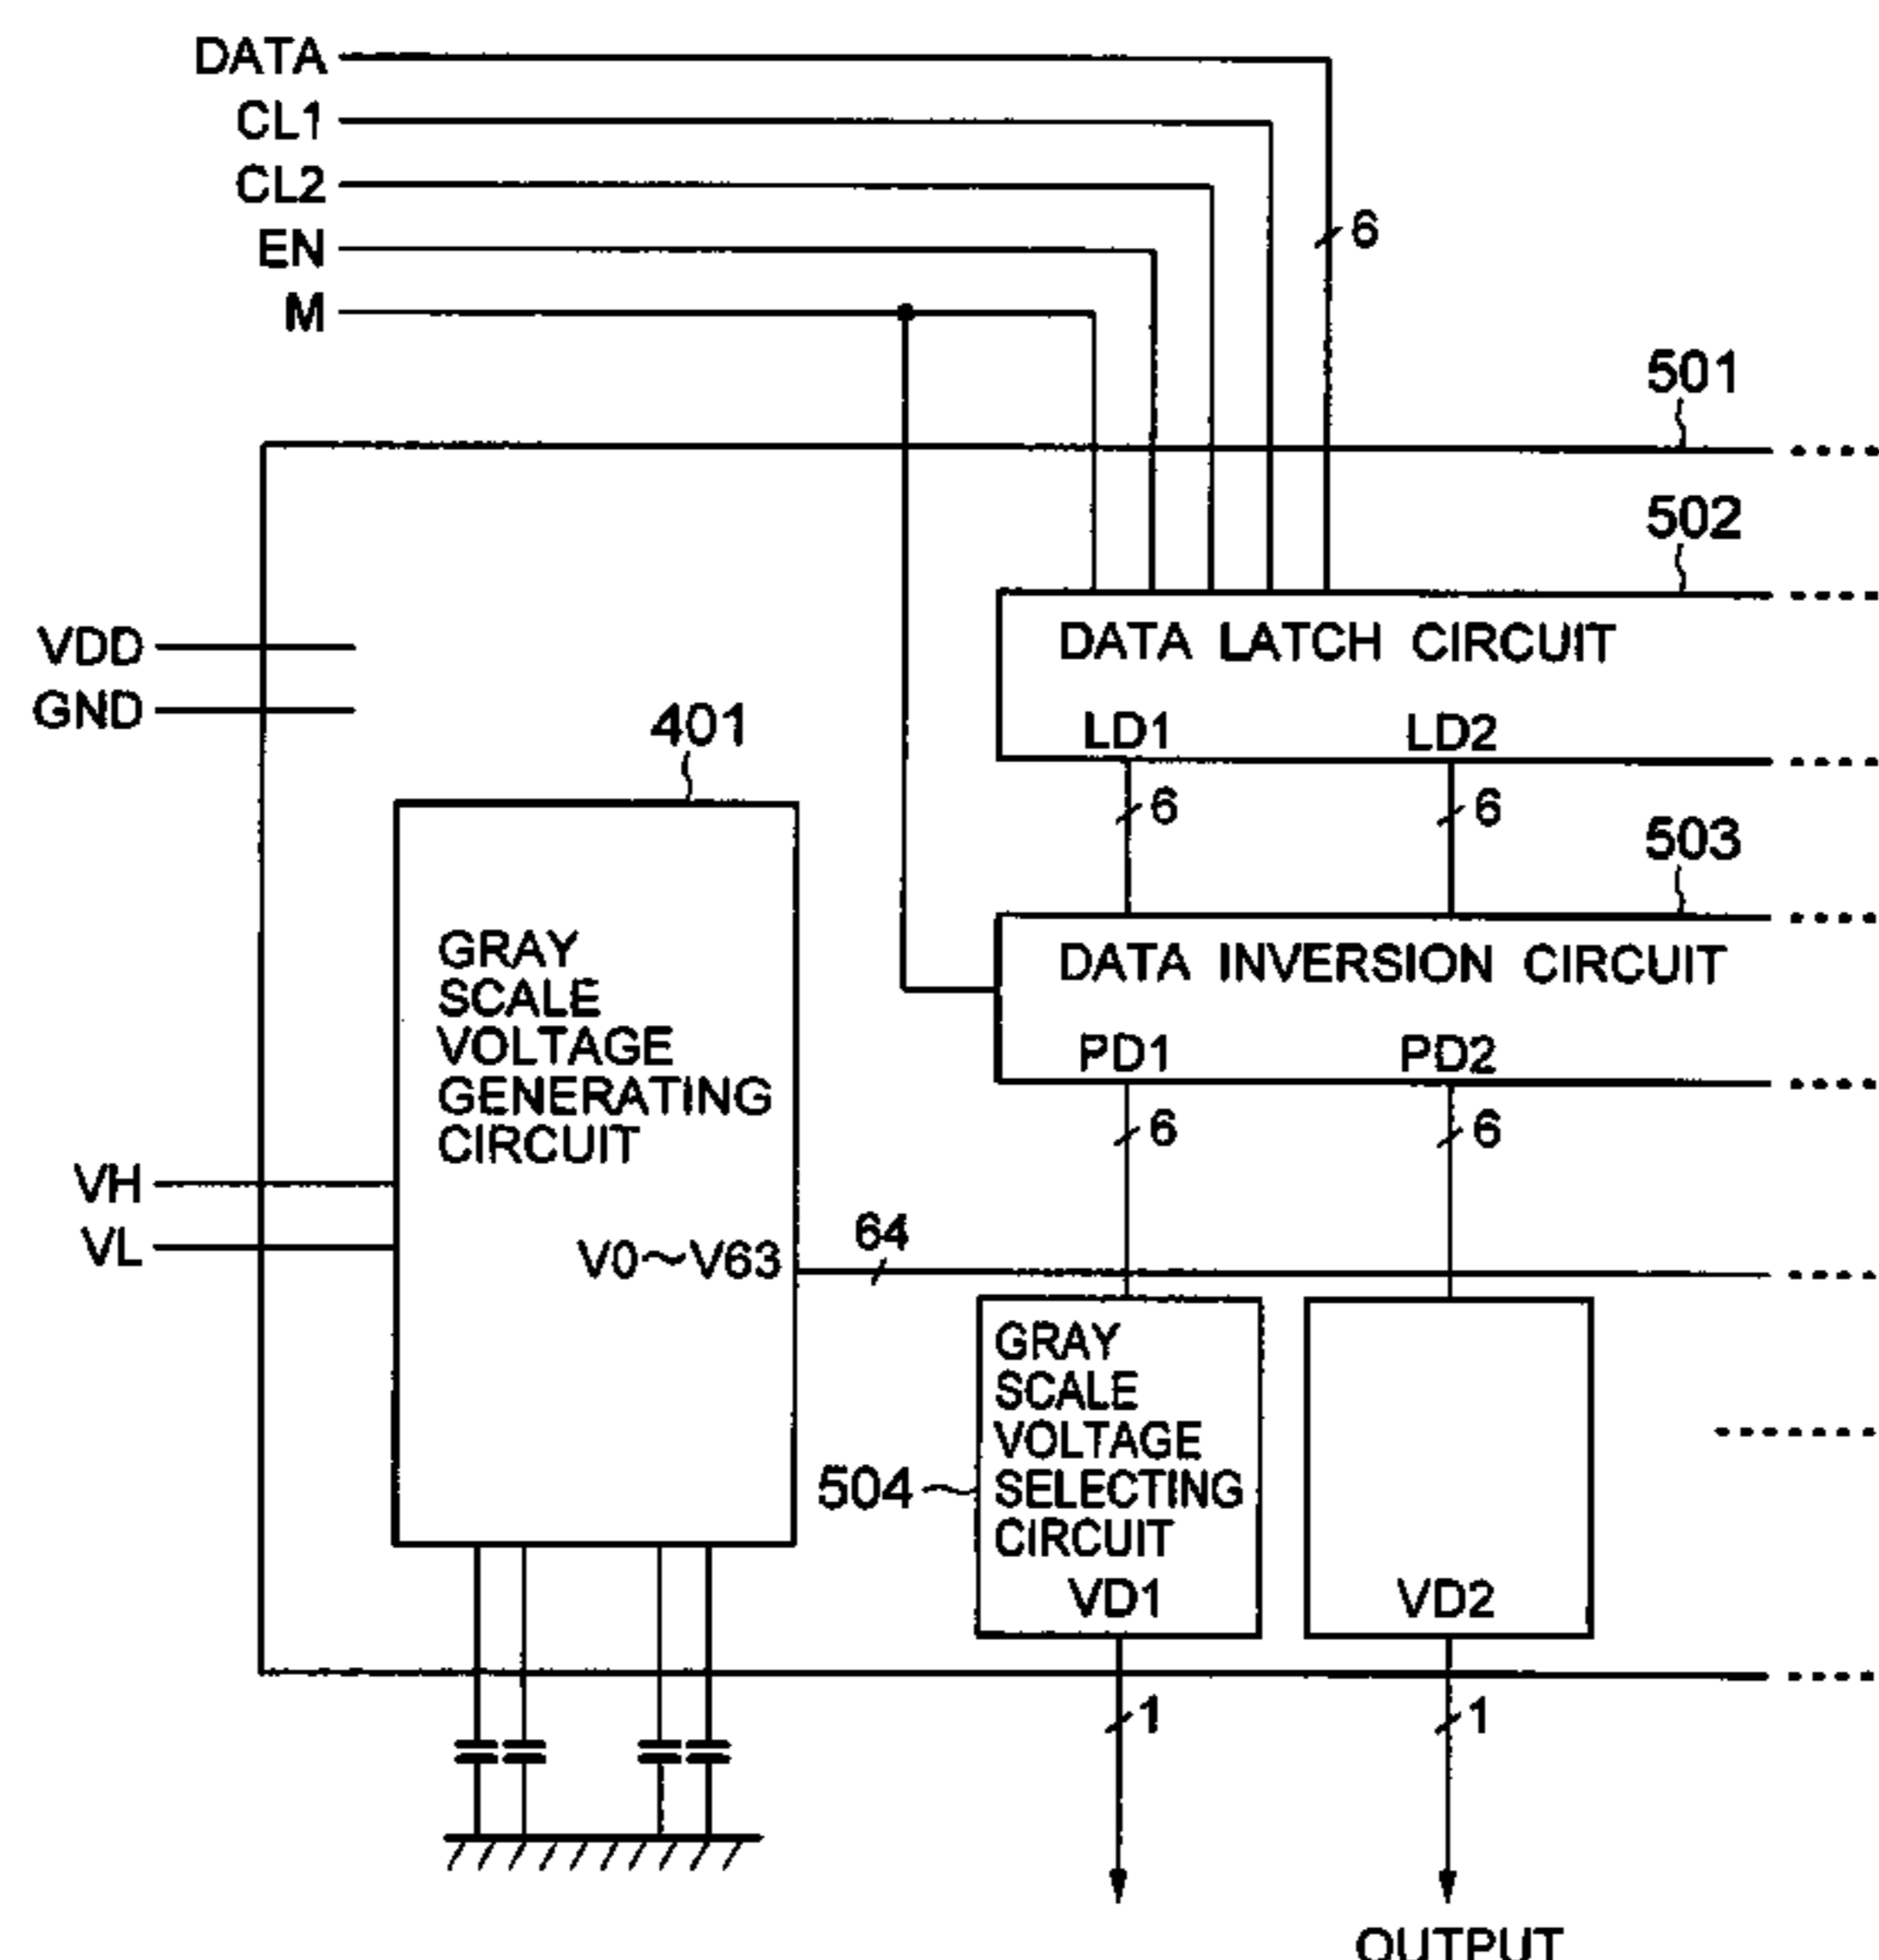 DATA
CL1
CL2
EN
M
6
501
502
VDD
GND
DATA LATCH CIRCUIT
LD1 LD2
401
6 6
503
DATA INVERSION CIRCUIT
PD1 PD2
GRAY
SCALE
VOLTAGE
GENERATING
CIRCUIT
6 6
VH
VL
V0～V63
64
GRAY
SCALE
VOLTAGE
SELECTING
CIRCUIT
504
VD1 VD2
1 1
OUTPUT